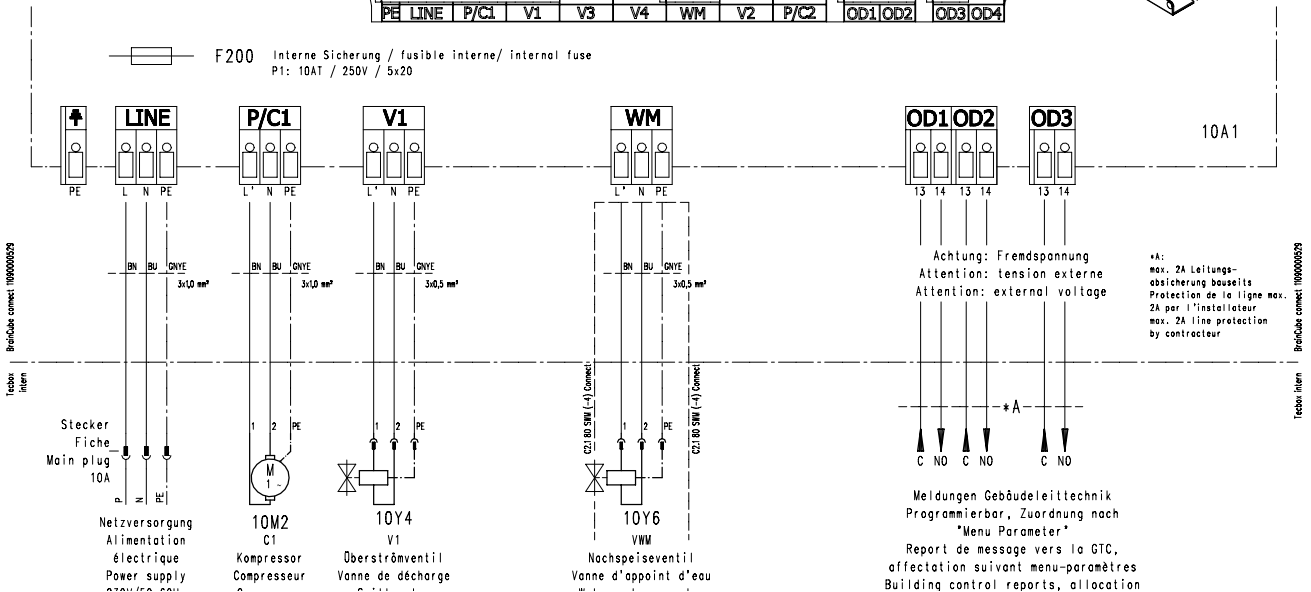 PE LINE P/C1 V1 V3 V4 WM V2 P/C2 OD1 OD2 OD3 OD4
F200 Interne Sicherung / fusible interne/ internal fuse
P1: 10AT / 250V / 5x20
LINE P/C1 V1 WM OD1 OD2 OD3
10A1
PE L N PE L' N PE L' N PE L' N PE 13 14 13 14 13 14
BrainCube connect 11090000529
BN BU GNYE
3x1,0 mm²
BN BU GNYE
3x1,0 mm²
BN BU GNYE
3x0,5 mm²
BN BU GNYE
3x0,5 mm²
Achtung: Fremdspannung
Attention: tension externe
Attention: external voltage
*A:
max. 2A Leitungs-
absicherung bauseits
Protection de la ligne max.
2A par l'installateur
max. 2A line protection
by contracteur
BrainCube connect 11090000529
Tecbox
intern
Tecbox intern
C2.1 80 SWM (-4) Connect
C2.1 80 SWM (-4) Connect
Stecker
Fiche
Main plug
10A
P N PE
1 2 PE
M
1 ~
1 2 PE
1 2 PE
*A
C NO C NO C NO
Netzversorgung
Alimentation
électrique
Power supply
10M2
C1
Kompressor
Compresseur
10Y4
V1
Überströmventil
Vanne de décharge
10Y6
VWM
Nachspeiseventil
Vanne d'appoint d'eau
Meldungen Gebäudeleittechnik
Programmierbar, Zuordnung nach
"Menu Parameter"
Report de message vers la GTC,
affectation suivant menu-paramètres
Building control reports, allocation